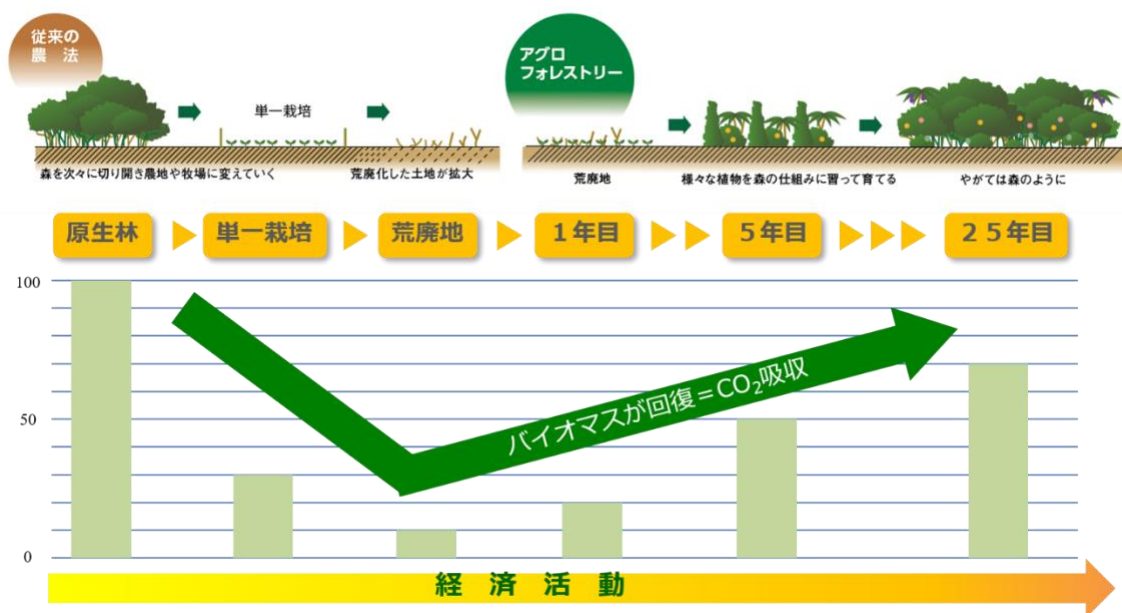 従来の
農　法
アグロ
フォレストリー
単一栽培
森を次々に切り開き農地や牧場に変えていく
荒廃化した土地が拡大
荒廃地
様々な植物を森の仕組みに習って育てる
やがては森のように
原生林
単一栽培
荒廃地
１年目
５年目
２５年目
100
50
0
バイオマスが回復＝CO₂吸収
経　済　活　動